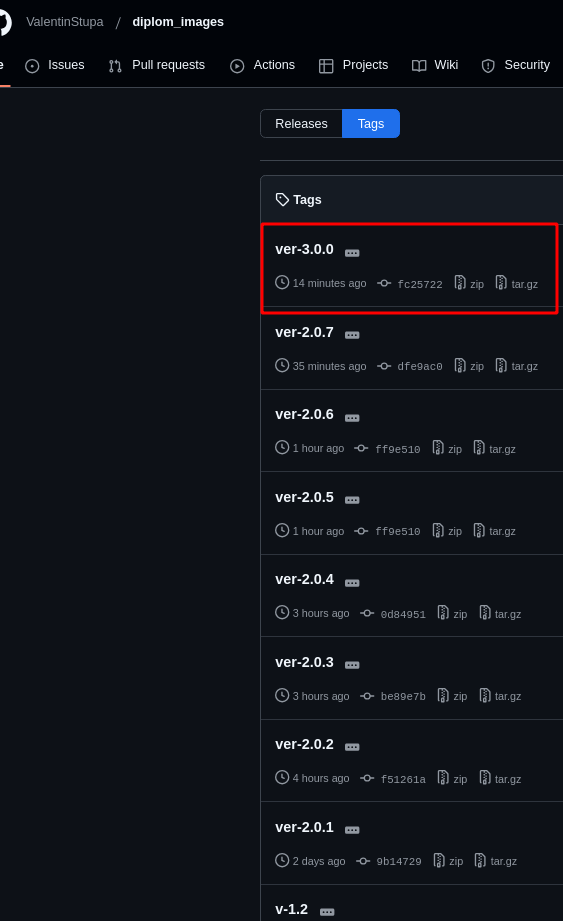 ValentinStupa / diplom_images
Issues Pull requests Actions Projects Wiki Security
Releases Tags
Tags
ver-3.0.0
14 minutes ago fc25722 zip tar.gz
ver-2.0.7
35 minutes ago dfe9ac0 zip tar.gz
ver-2.0.6
1 hour ago ff9e510 zip tar.gz
ver-2.0.5
1 hour ago ff9e510 zip tar.gz
ver-2.0.4
3 hours ago 0d84951 zip tar.gz
ver-2.0.3
3 hours ago be89e7b zip tar.gz
ver-2.0.2
4 hours ago f51261a zip tar.gz
ver-2.0.1
2 days ago 9b14729 zip tar.gz
v-1.2